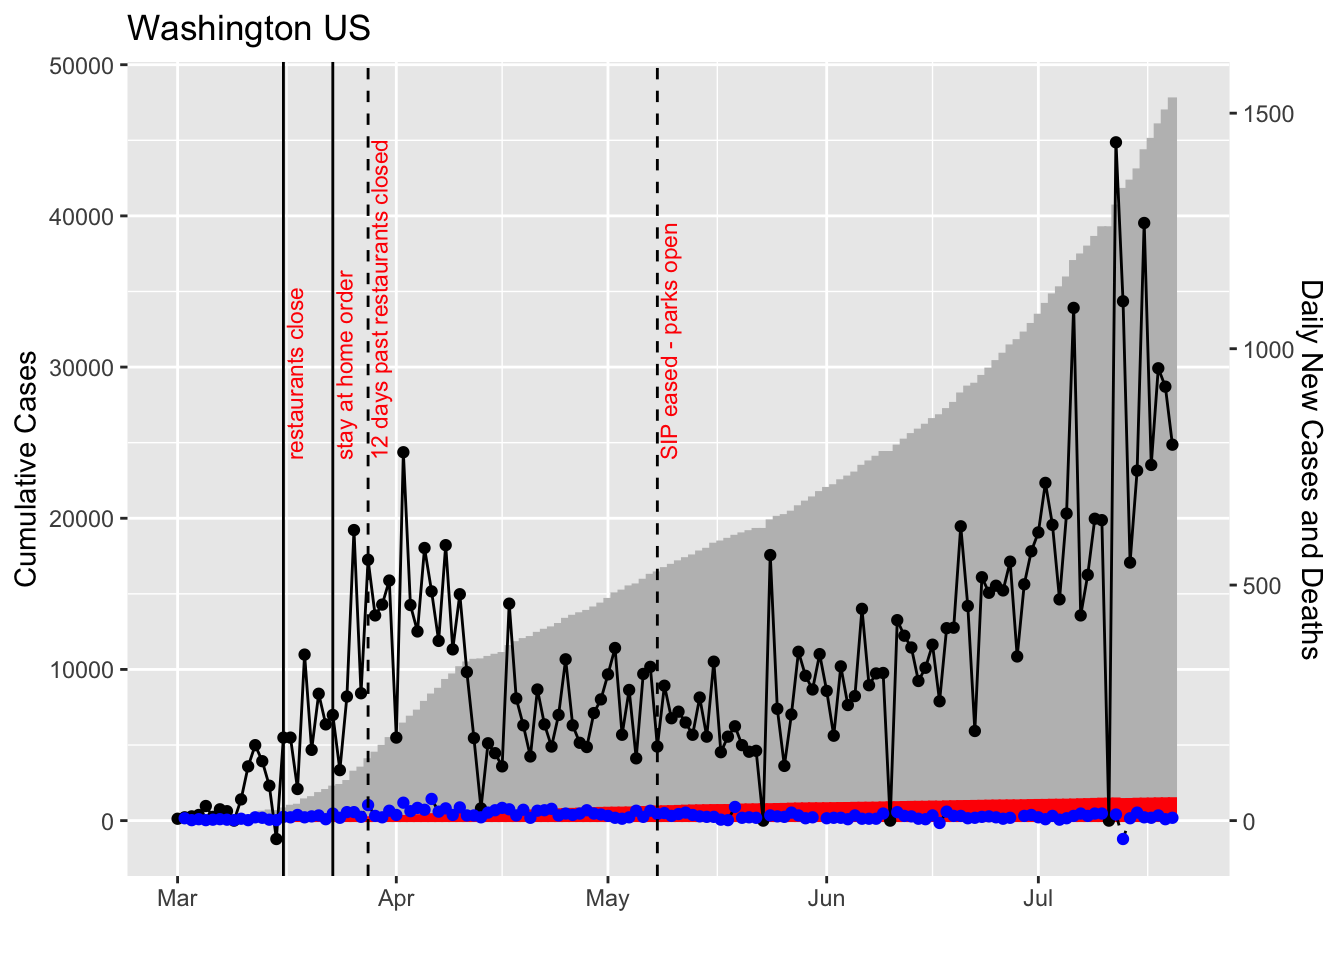 Washington US
50000
40000
30000
20000
10000
0
Cumulative Cases
1500
1000
500
0
Daily New Cases and Deaths
restaurants close
stay at home order
12 days past restaurants closed
SIP eased - parks open
Mar
Apr
May
Jun
Jul